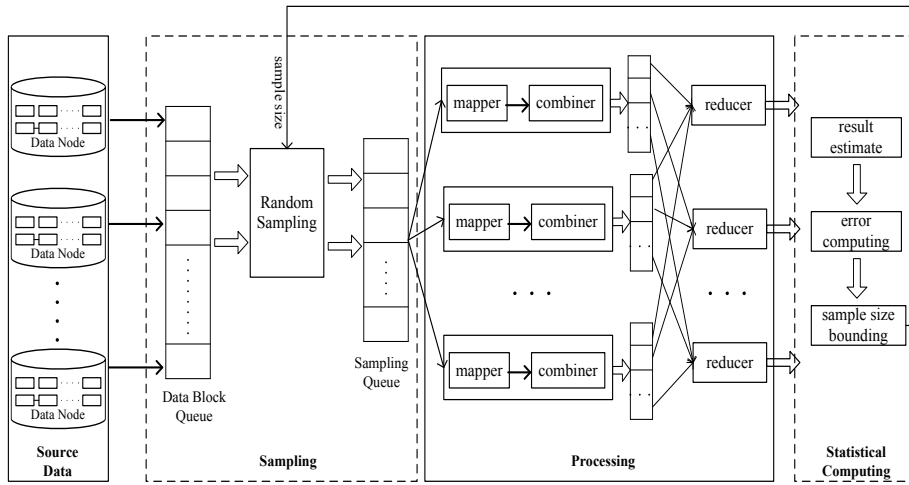 Data Node
Data Node
Data Node
Source
Data
Data Block
Queue
sample size
Random
Sampling
Sampling
Queue
Sampling
mapper
combiner
reducer
mapper
combiner
reducer
mapper
combiner
reducer
Processing
result
estimate
error
computing
sample size
bounding
Statistical
Computing